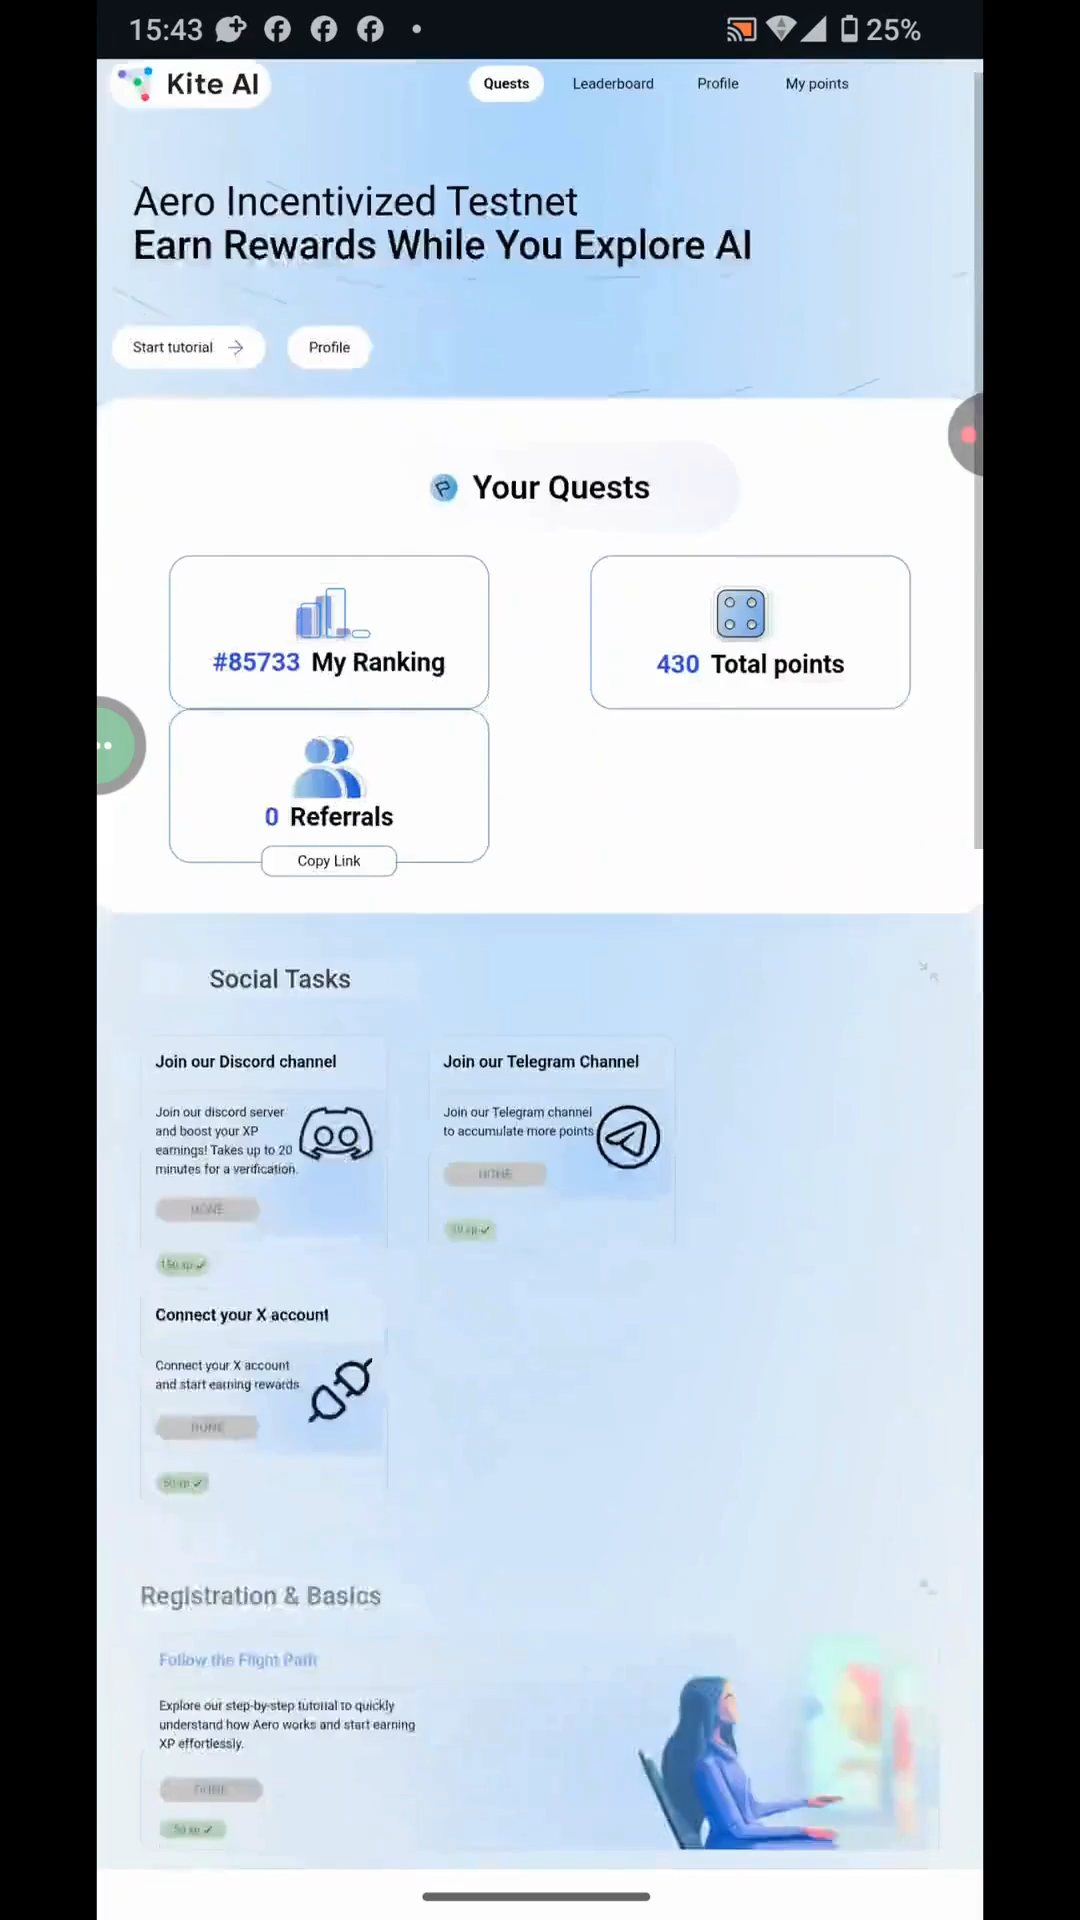 15:43
25%
Kite AI
Quests
Leaderboard
Profile
My points
Aero Incentivized Testnet
Earn Rewards While You Explore AI
Start tutorial
Profile
Your Quests
#85733 My Ranking
430 Total points
0 Referrals
Copy Link
Social Tasks
Join our Discord channel
Join our discord server
and boost your XP
earnings! Takes up to 20
minutes for a verification.
Join our Telegram Channel
Join our Telegram channel
to accumulate more points
Connect your X account
Connect your X account
and start earning rewards
Registration & Basics
Follow the Flight Path
Explore our step-by-step tutorial to quickly
understand how Aero works and start earning
XP effortlessly.